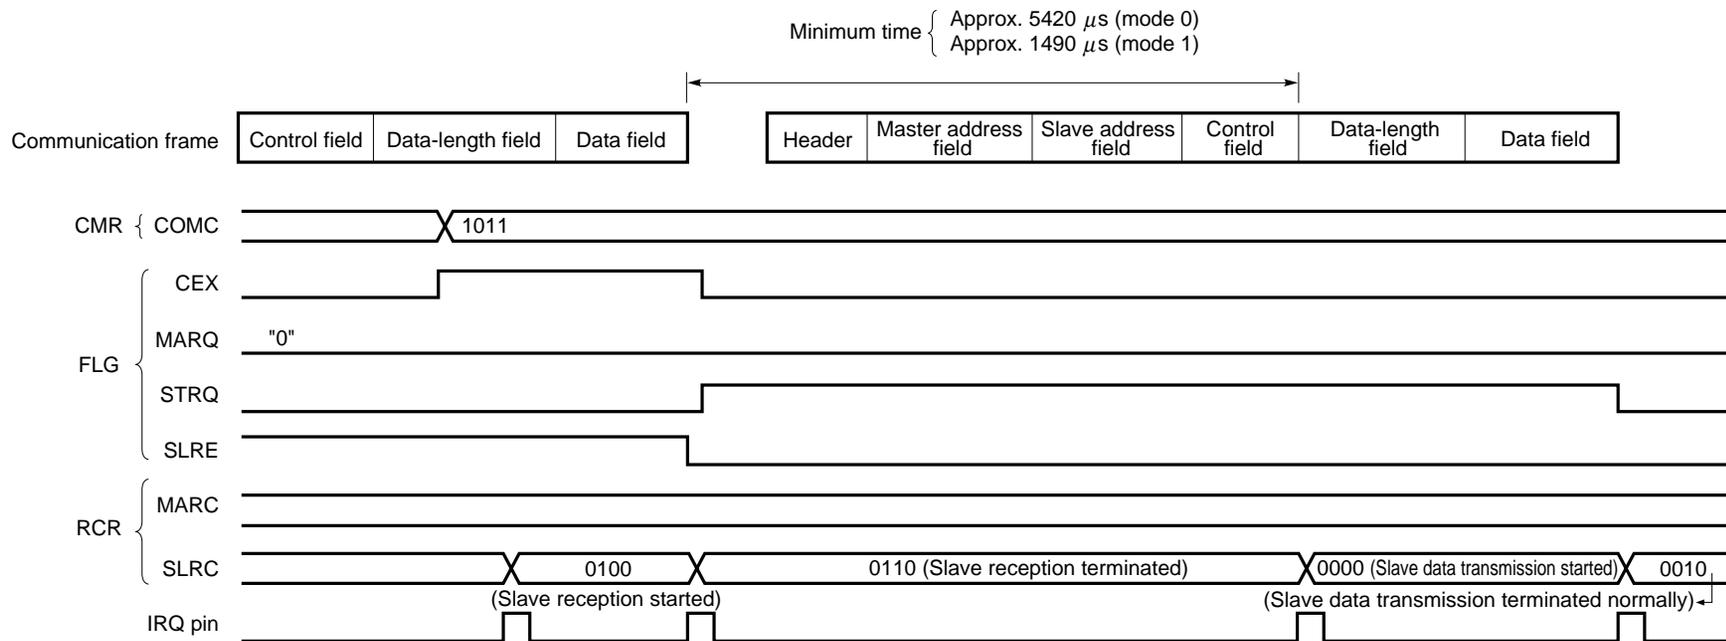 Minimum time { Approx. 5420 μs (mode 0)
Approx. 1490 μs (mode 1)
Communication frame Control field Data-length field Data field Header Master address field Slave address field Control field Data-length field Data field
CMR { COMC 1011
FLG { CEX
MARQ "0"
STRQ
SLRE
RCR { MARC
SLRC 0100 0110 (Slave reception terminated) 0000 (Slave data transmission started) 0010
(Slave reception started) (Slave data transmission terminated normally)
IRQ pin